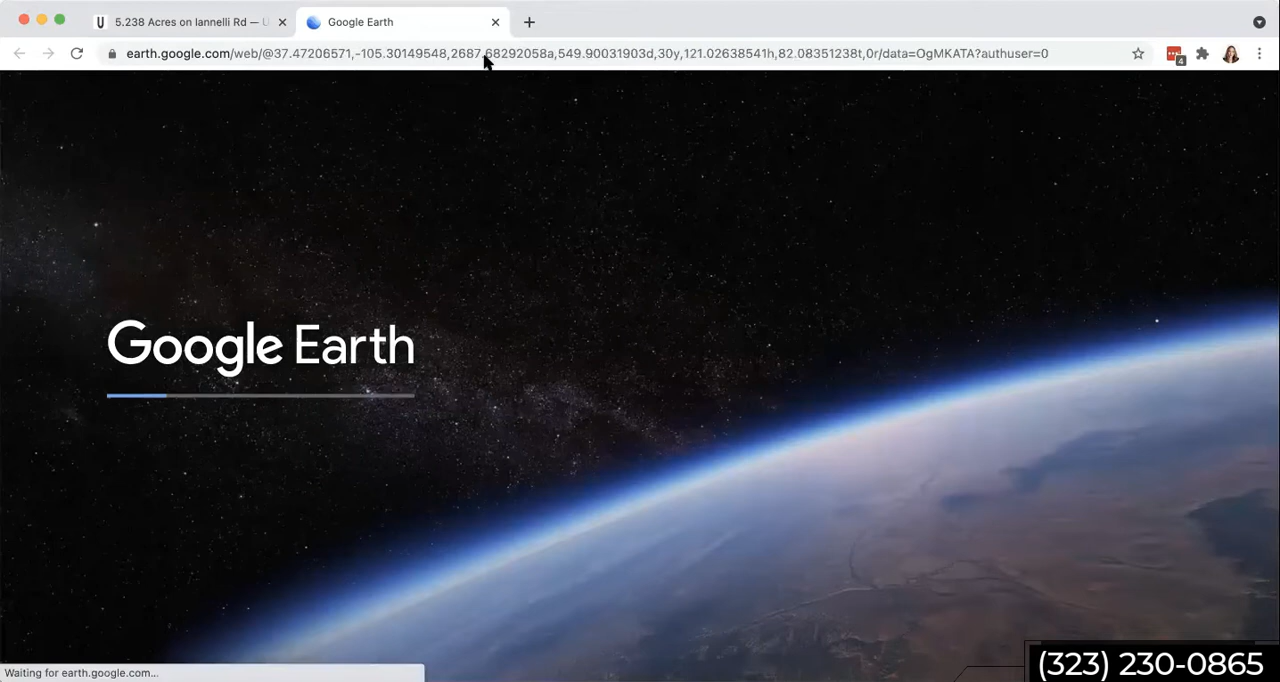 5.238 Acres on Iannelli Rd —
Google Earth
earth.google.com/web/@37.47206571,-105.30149548,2687.68292058a,549.90031903d,30y,121.02638541h,82.08351238t,0r/data=OgMKATA?authuser=0
4
Google Earth
Waiting for earth.google.com...
(323) 230-0865